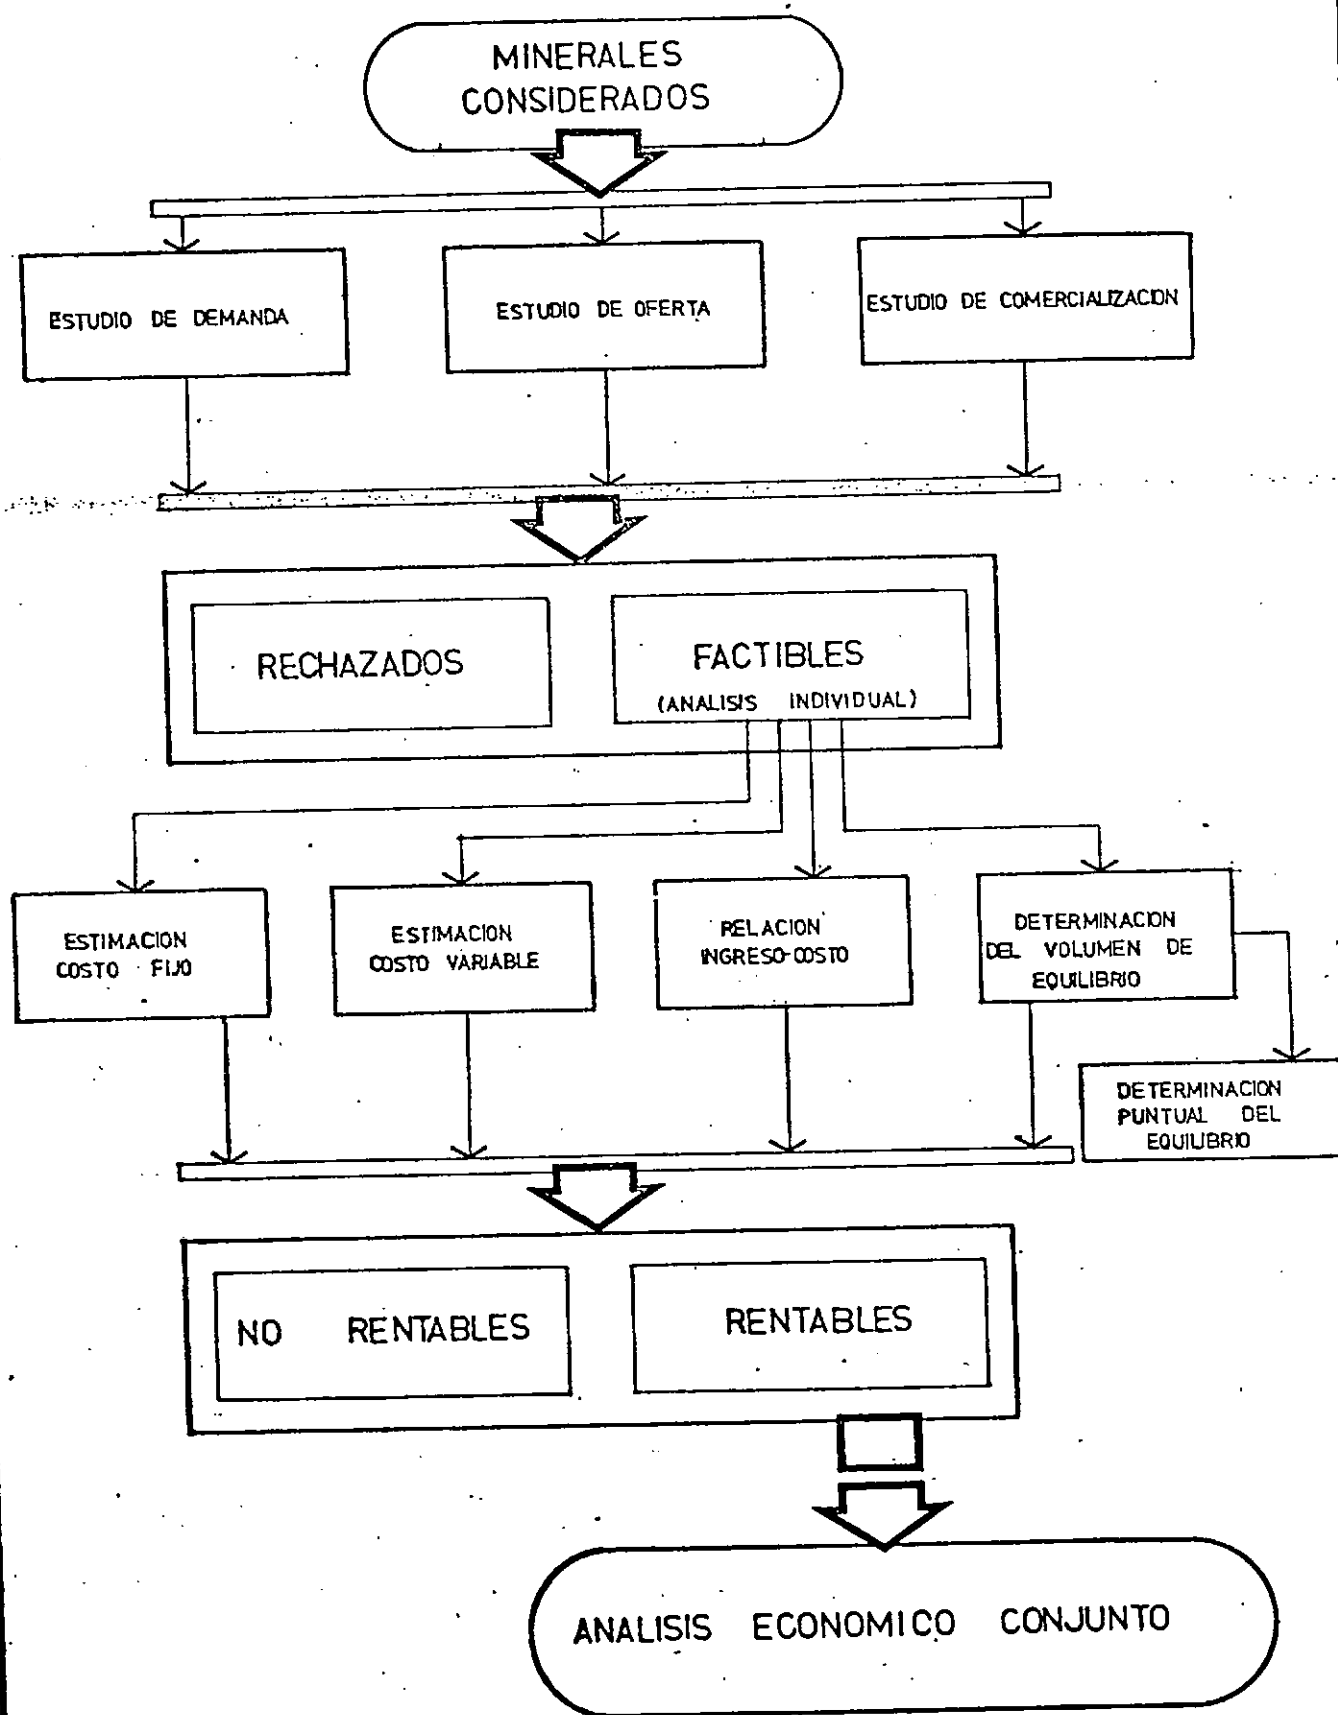 MINERALES
CONSIDERADOS
ESTUDIO DE DEMANDA
ESTUDIO DE OFERTA
ESTUDIO DE COMERCIALIZACION
RECHAZADOS
FACTIBLES
(ANALISIS INDIVIDUAL)
ESTIMACION
COSTO FIJO
ESTIMACION
COSTO VARIABLE
RELACION
INGRESO-COSTO
DETERMINACION
DEL VOLUMEN DE
EQUILIBRIO
DETERMINACION
PUNTUAL DEL
EQUILIBRIO
NO RENTABLES
RENTABLES
ANALISIS ECONOMICO CONJUNTO